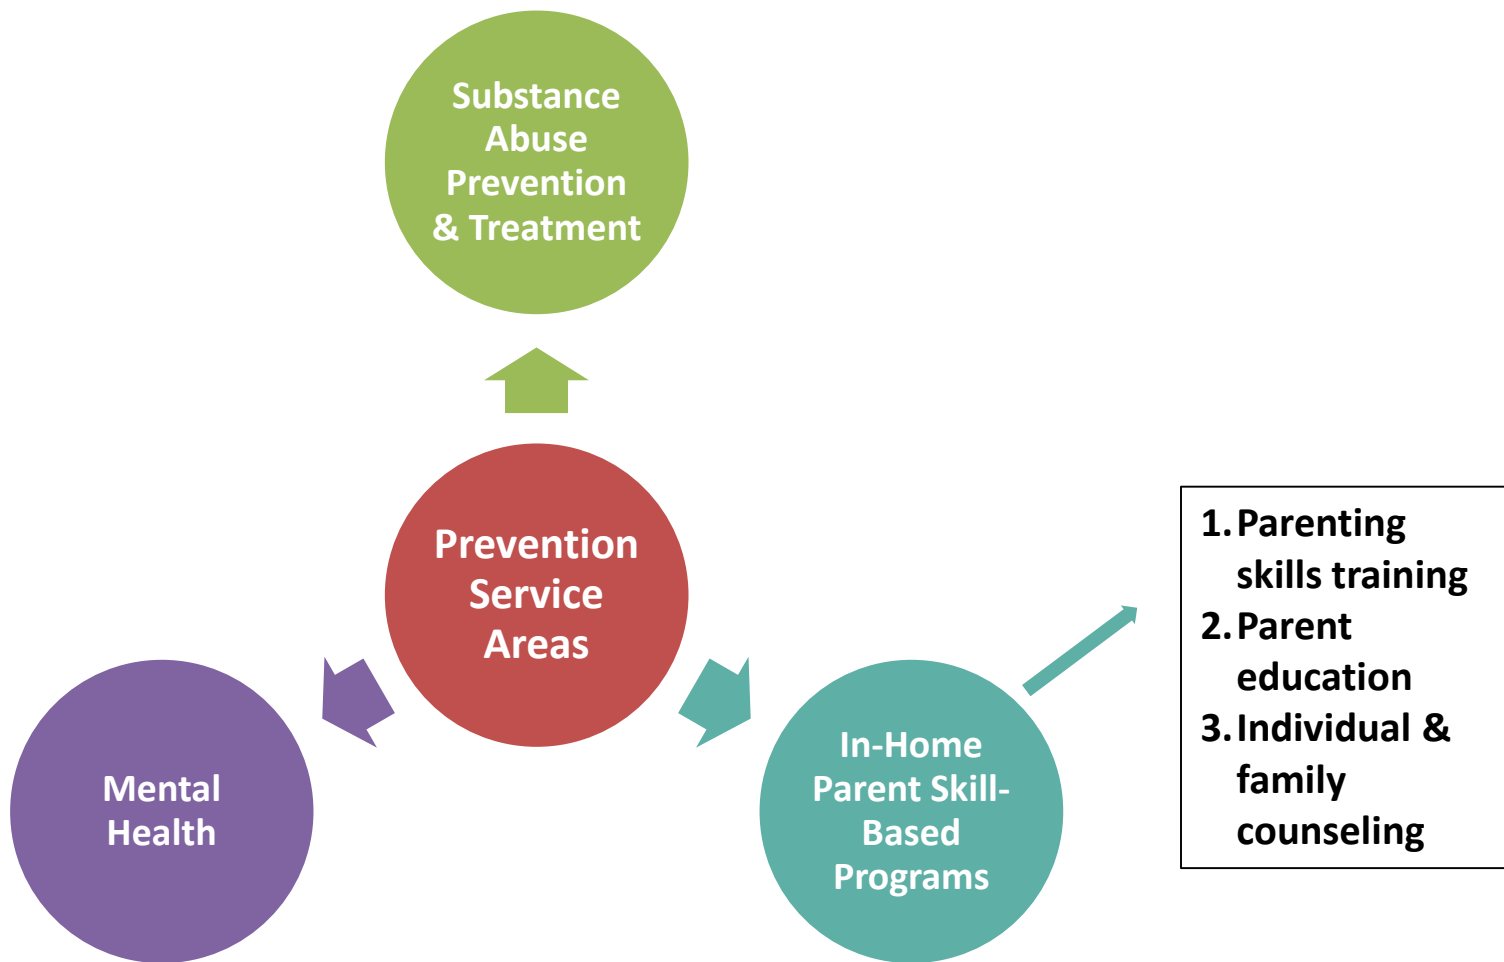 Substance
Abuse
Prevention
& Treatment
Prevention
Service
Areas
Mental
Health
In-Home
Parent Skill-
Based
Programs
1. Parenting
skills training
2. Parent
education
3. Individual &
family
counseling